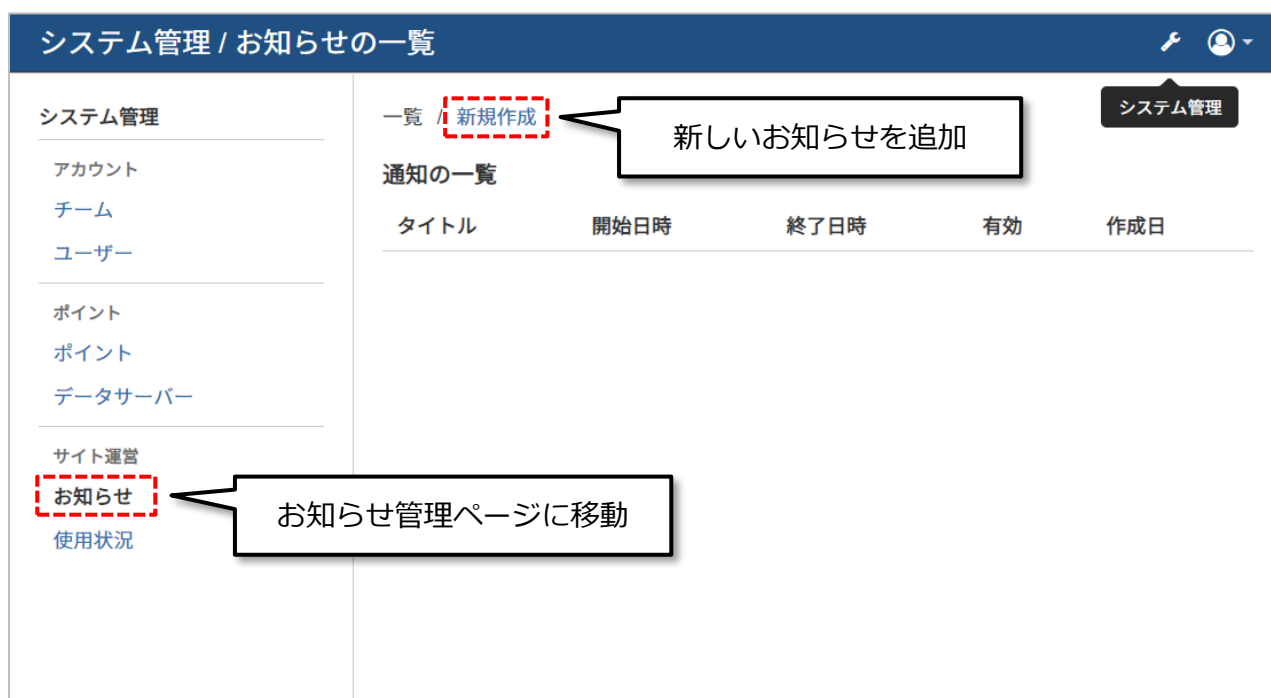 システム管理 / お知らせの一覧
システム管理
システム管理
アカウント
チーム
ユーザー
ポイント
ポイント
データサーバー
サイト運営
お知らせ
使用状況
お知らせ管理ページに移動
一覧 / 新規作成
新しいお知らせを追加
通知の一覧
タイトル 開始日時 終了日時 有効 作成日